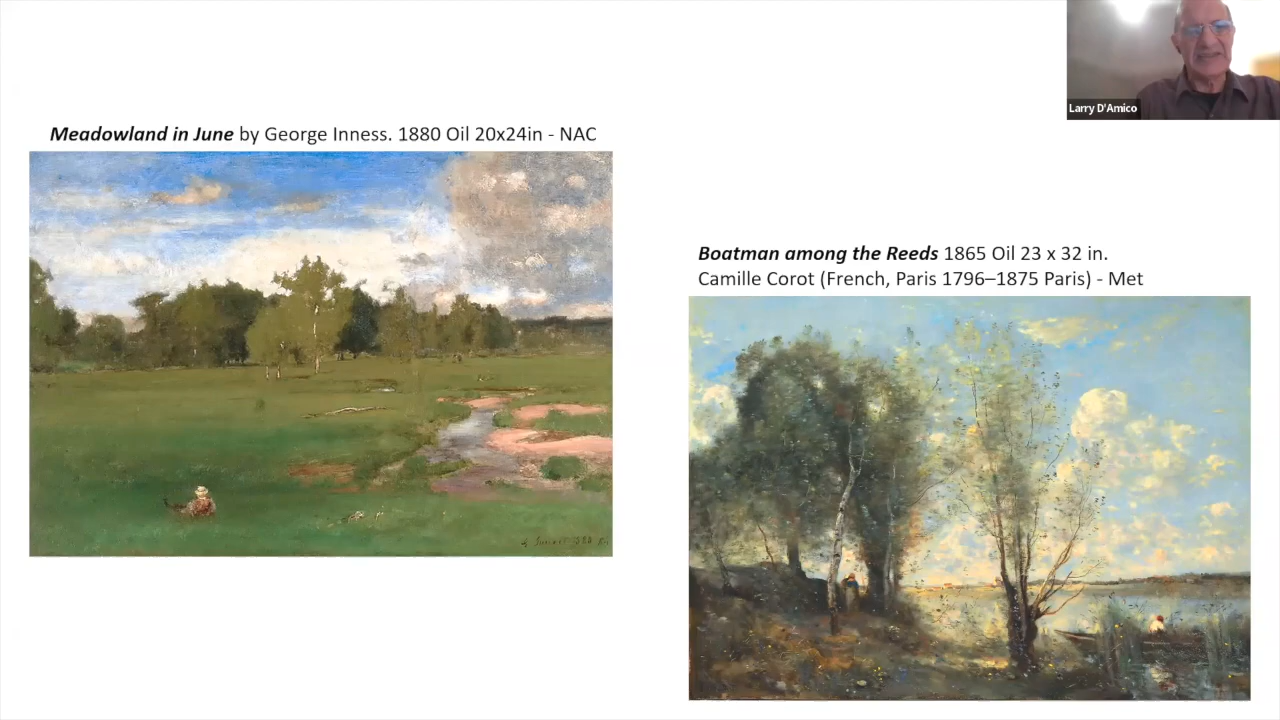 Larry D'Amico
Meadowland in June by George Inness. 1880 Oil 20x24in - NAC
Boatman among the Reeds 1865 Oil 23 x 32 in.
Camille Corot (French, Paris 1796–1875 Paris) - Met